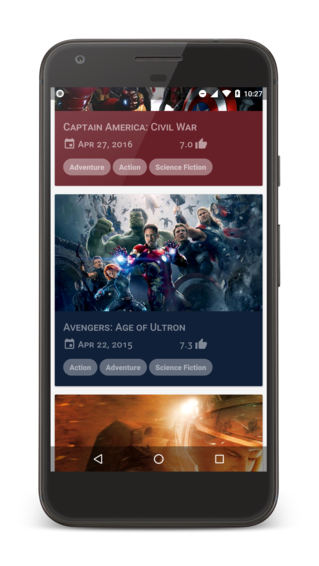 10:27
Captain America: Civil War
Apr 27, 2016 7.0
Adventure Action Science Fiction
Avengers: Age of Ultron
Apr 22, 2015 7.3
Action Adventure Science Fiction